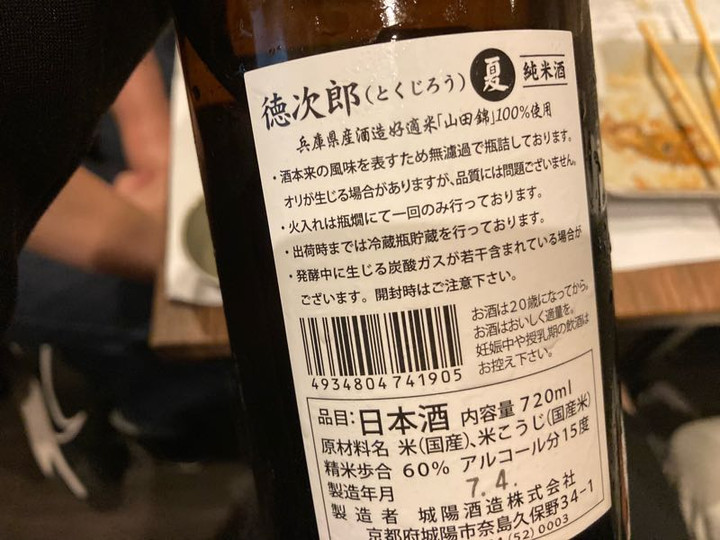 徳次郎(とくじろう) 夏 純米酒
兵庫県産酒造好適米「山田錦」100%使用
・酒本来の風味を表すため無濾過で瓶詰しております。
オリが生じる場合がありますが、品質には問題ございません。
・火入れは瓶燗にて一回のみ行っております。
・出荷時までは冷蔵瓶貯蔵を行っております。
・発酵中に生じる炭酸ガスが若干含まれている場合が
ございます。開封時はご注意下さい。
お酒は20歳になってから。
お酒はおいしく適量を。
妊娠中や授乳期の飲酒は
お控え下さい。
4934804741905
品目:日本酒 内容量720ml
原材料名 米(国産)、米こうじ(国産米)
精米歩合 60% アルコール分15度
製造年月 7.4.
製造者 城陽酒造株式会社
京都府城陽市奈島久保野34-1
(52)0003